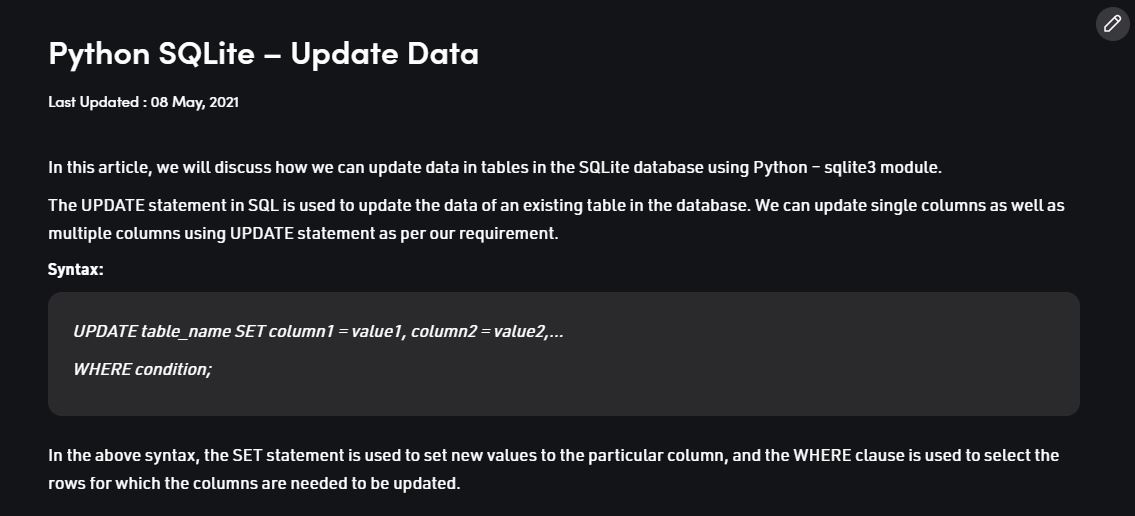 Python SQLite – Update Data
Last Updated : 08 May, 2021
In this article, we will discuss how we can update data in tables in the SQLite database using Python – sqlite3 module.
The UPDATE statement in SQL is used to update the data of an existing table in the database. We can update single columns as well as
multiple columns using UPDATE statement as per our requirement.
Syntax:
UPDATE table_name SET column1 = value1, column2 = value2,…
WHERE condition;
In the above syntax, the SET statement is used to set new values to the particular column, and the WHERE clause is used to select the
rows for which the columns are needed to be updated.